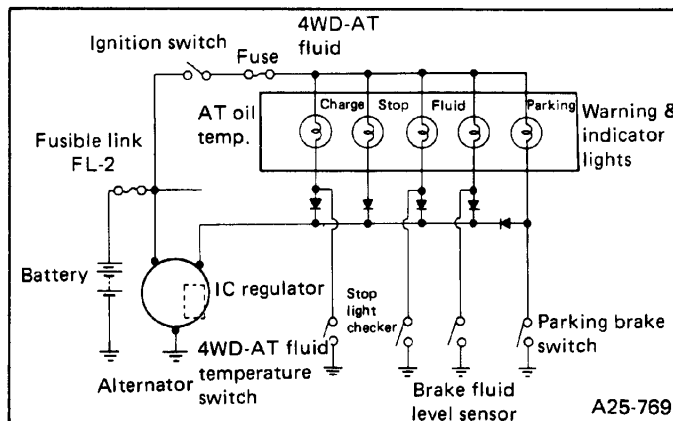 4WD-AT
fluid
Ignition switch
Fuse
AT oil
temp.
Charge
Stop
Fluid
Parking
Warning &
indicator
lights
Fusible link
FL-2
Battery
IC regulator
Stop
light
checker
Parking brake
switch
4WD-AT fluid
temperature
switch
Alternator
Brake fluid
level sensor
A25-769